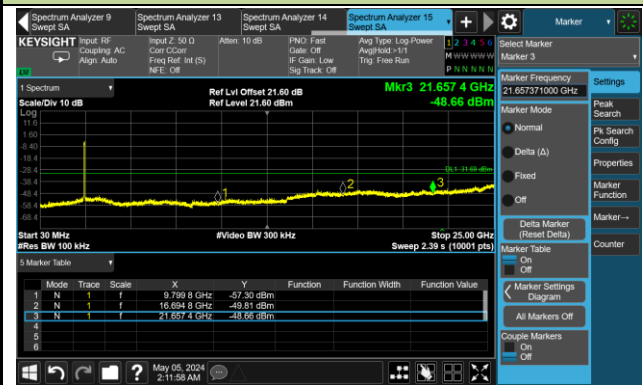 Spectrum Analyzer 9
Swept SA
Spectrum Analyzer 13
Swept SA
Spectrum Analyzer 14
Swept SA
Spectrum Analyzer 15
Swept SA
Marker
KEYSIGHT
Input: RF
Coupling: AC
Align: Auto
Input Z: 50 Ω
Corr CCorr
Freq Ref: Int (S)
NFE: Off
Atten: 10 dB
PNO: Fast
Gate: Off
IF Gain: Low
Sig Track: Off
Avg Type: Log-Power
Avg|Hold:>1/1
Trig: Free Run
1 2 3 4 5 6
M W W W W W
P N N N N N
Select Marker
Marker 3
1 Spectrum
Scale/Div 10 dB
Ref Lvl Offset 21.60 dB
Ref Level 21.60 dBm
Mkr3 21.657 4 GHz
-48.66 dBm
Log
11.6
1.60
-8.40
-18.4
-28.4
-38.4
-48.4
-58.4
-68.4
DL1 -31.68 dBm
1
2
3
Start 30 MHz
#Res BW 100 kHz
#Video BW 300 kHz
Stop 25.00 GHz
Sweep 2.39 s (10001 pts)
Marker Frequency
21.657371000 GHz
Marker Mode
Normal
Delta (Δ)
Fixed
Off
Delta Marker
(Reset Delta)
Marker Table
On
Off
Marker Settings
Diagram
All Markers Off
Couple Markers
On
Off
Settings
Peak
Search
Pk Search
Config
Properties
Marker
Function
Marker→
Counter
5 Marker Table
Mode Trace Scale X Y Function Function Width Function Value
1 N 1 f 9.799 8 GHz -57.30 dBm
2 N 1 f 16.694 8 GHz -49.81 dBm
3 N 1 f 21.657 4 GHz -48.66 dBm
4
5
6
May 05, 2024
2:11:58 AM